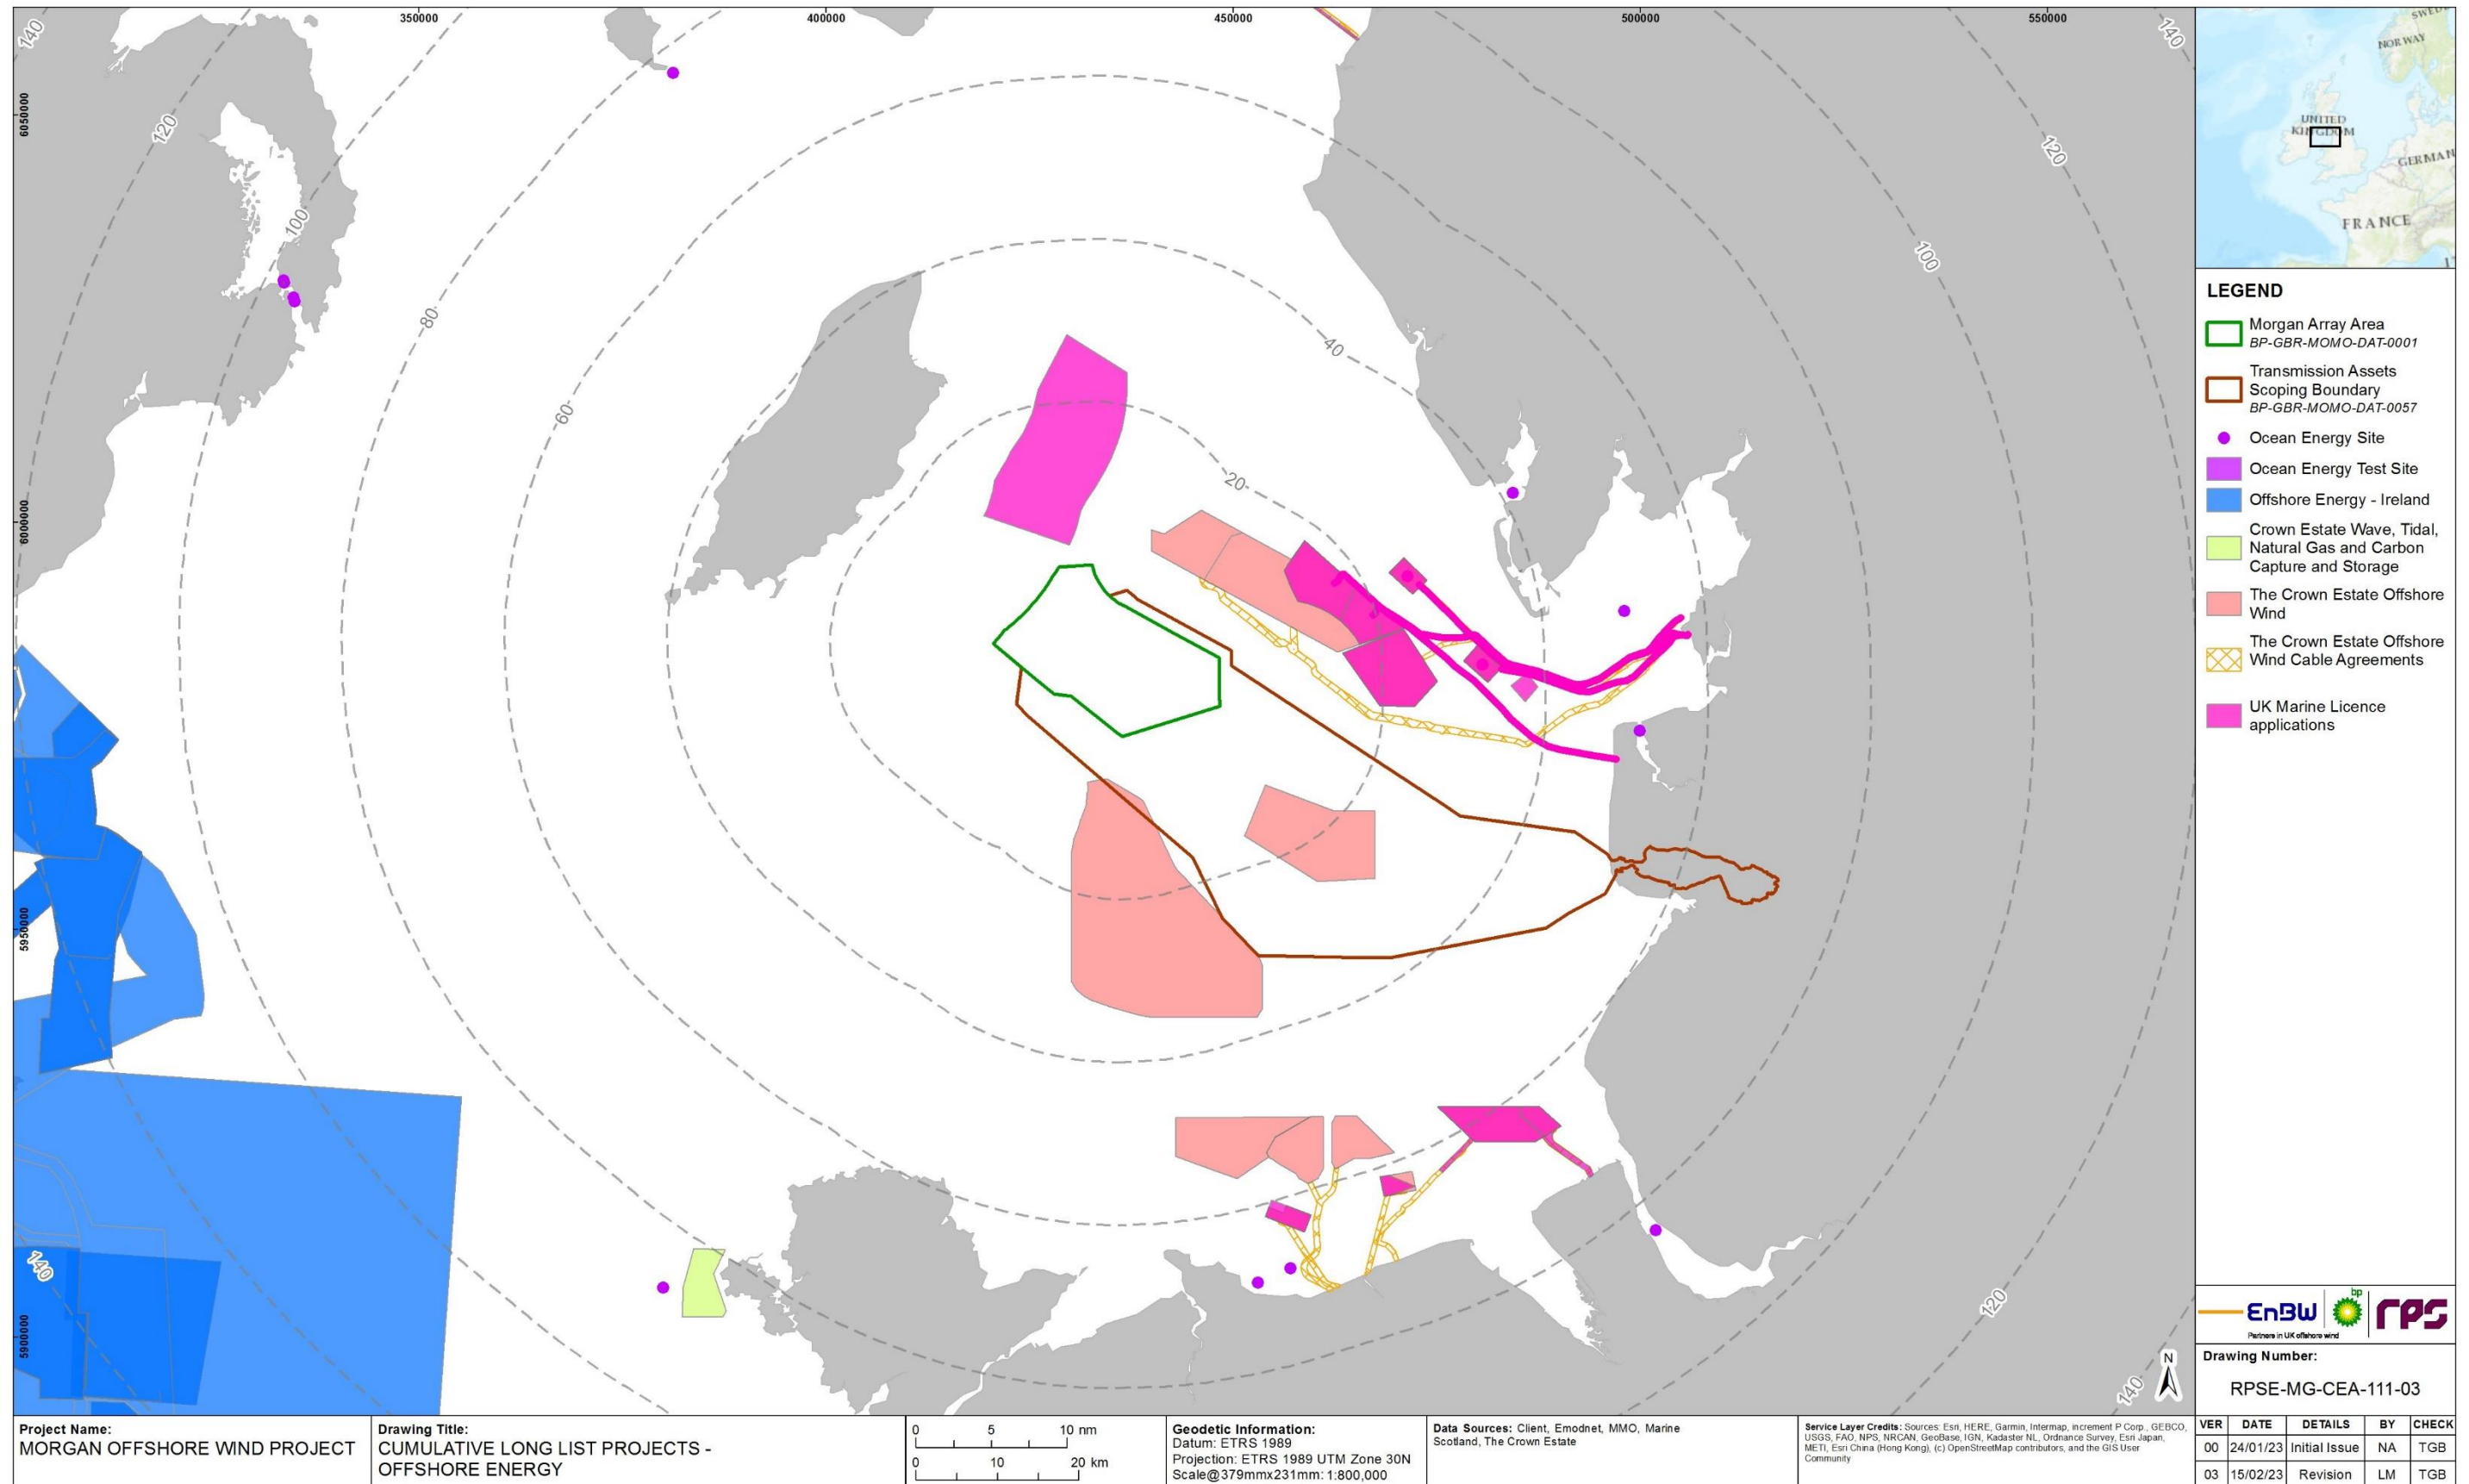 350000
400000
450000
500000
550000
6050000
6000000
5950000
5900000
140
120
100
80
60
40
20
140
120
100
140
120
140
SWEDE
NORWAY
UNITED
KINGDOM
GERMAN
FRANCE
LEGEND
Morgan Array Area
BP-GBR-MOMO-DAT-0001
Transmission Assets
Scoping Boundary
BP-GBR-MOMO-DAT-0057
Ocean Energy Site
Ocean Energy Test Site
Offshore Energy - Ireland
Crown Estate Wave, Tidal,
Natural Gas and Carbon
Capture and Storage
The Crown Estate Offshore
Wind
The Crown Estate Offshore
Wind Cable Agreements
UK Marine Licence
applications
EnBW bp rps
Partners in UK offshore wind
N
Drawing Number:
RPSE-MG-CEA-111-03
VER DATE DETAILS BY CHECK
00 24/01/23 Initial Issue NA TGB
03 15/02/23 Revision LM TGB
Project Name:
MORGAN OFFSHORE WIND PROJECT
Drawing Title:
CUMULATIVE LONG LIST PROJECTS -
OFFSHORE ENERGY
0 5 10 nm
0 10 20 km
Geodetic Information:
Datum: ETRS 1989
Projection: ETRS 1989 UTM Zone 30N
Scale@379mmx231mm: 1:800,000
Data Sources: Client, Emodnet, MMO, Marine
Scotland, The Crown Estate
Service Layer Credits: Sources: Esri, HERE, Garmin, Intermap, increment P Corp., GEBCO,
USGS, FAO, NPS, NRCAN, GeoBase, IGN, Kadaster NL, Ordnance Survey, Esri Japan,
METI, Esri China (Hong Kong), (c) OpenStreetMap contributors, and the GIS User
Community